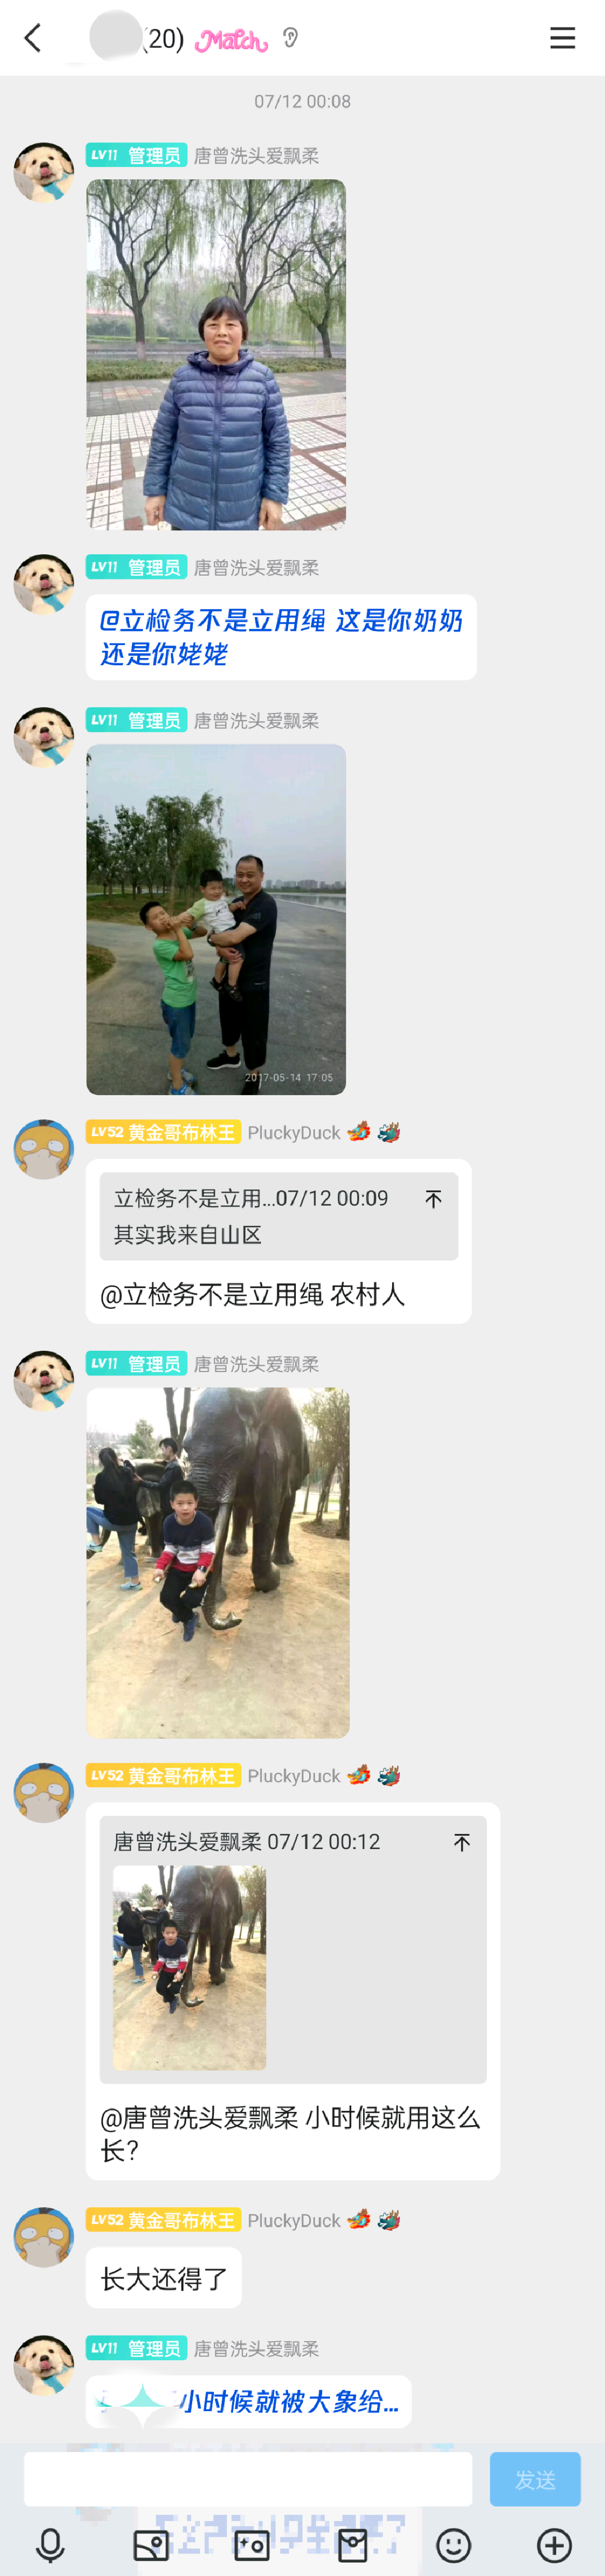 (20) Match
07/12 00:08
LV11 管理员 唐曾洗头爱飘柔
LV11 管理员 唐曾洗头爱飘柔
@立检务不是立用绳 这是你奶奶
还是你姥姥
LV11 管理员 唐曾洗头爱飘柔
2017-05-14 17:05
LV52 黄金哥布林王 PluckyDuck
立检务不是立用...07/12 00:09
其实我来自山区
@立检务不是立用绳 农村人
LV11 管理员 唐曾洗头爱飘柔
LV52 黄金哥布林王 PluckyDuck
唐曾洗头爱飘柔 07/12 00:12
@唐曾洗头爱飘柔 小时候就用这么
长?
LV52 黄金哥布林王 PluckyDuck
长大还得了
LV11 管理员 唐曾洗头爱飘柔
小时候就被大象给...
发送